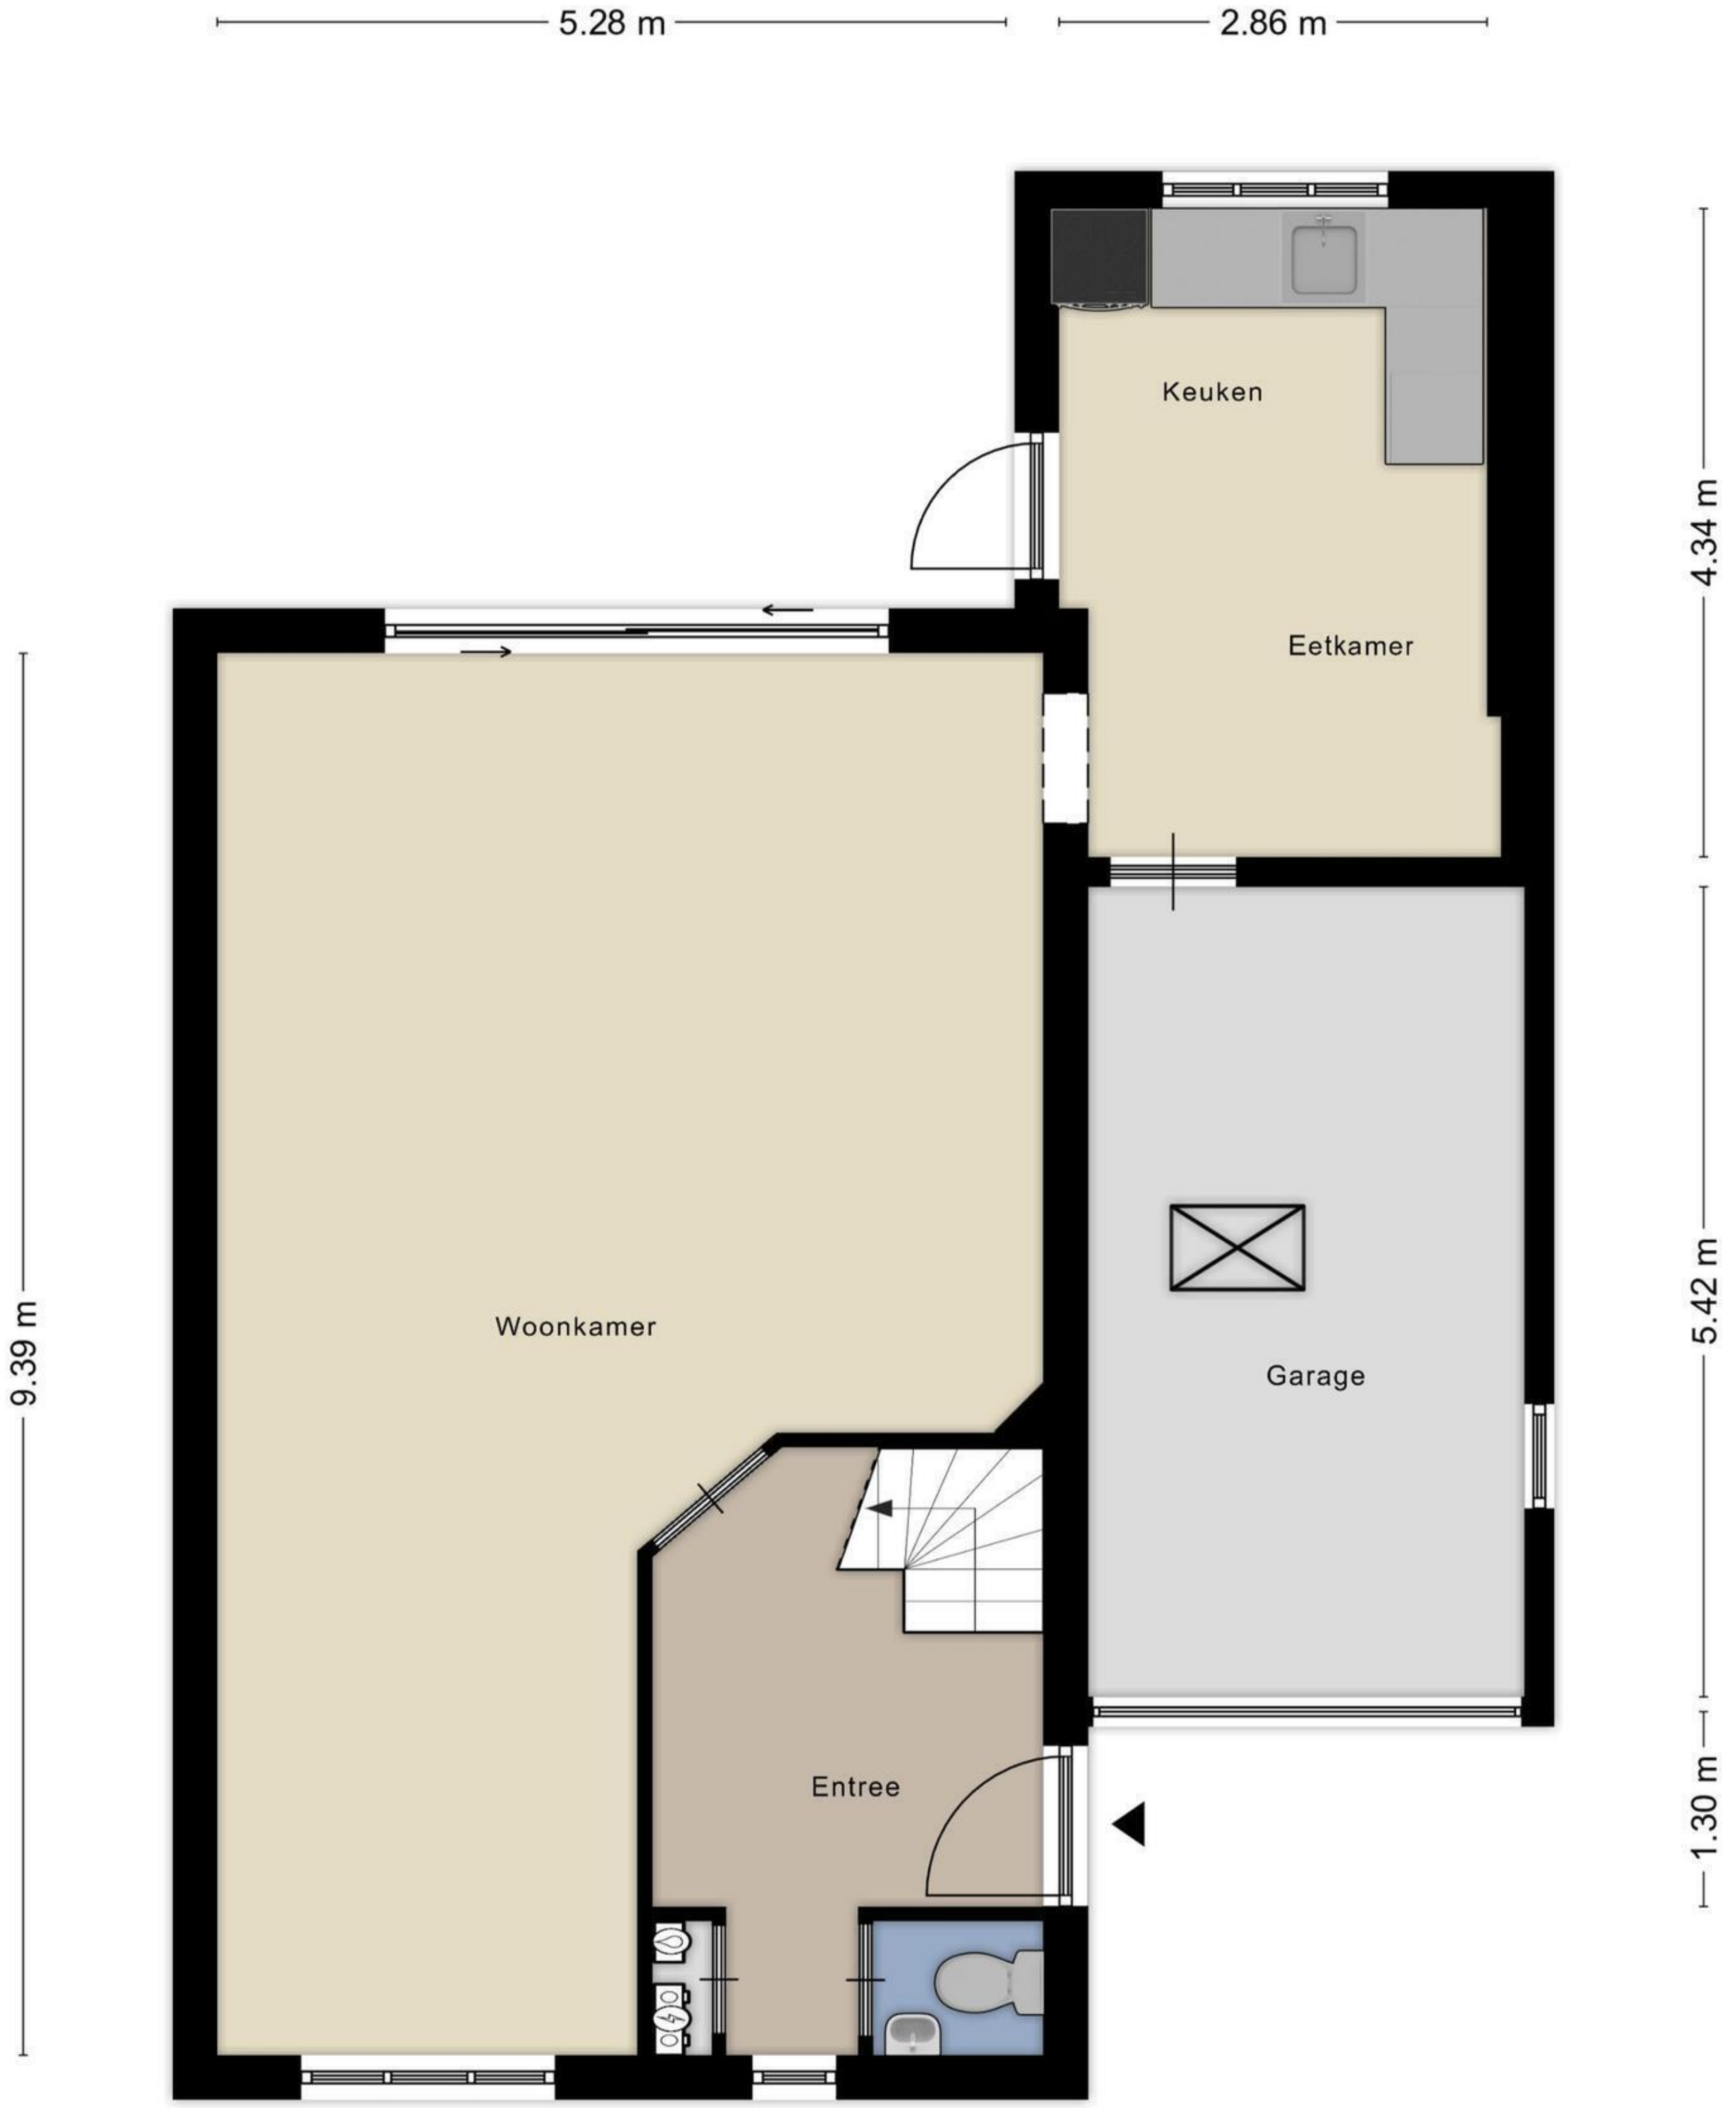 5.28 m
2.86 m
Keuken
4.34 m
Eetkamer
Woonkamer
9.39 m
5.42 m
Garage
Entree
1.30 m